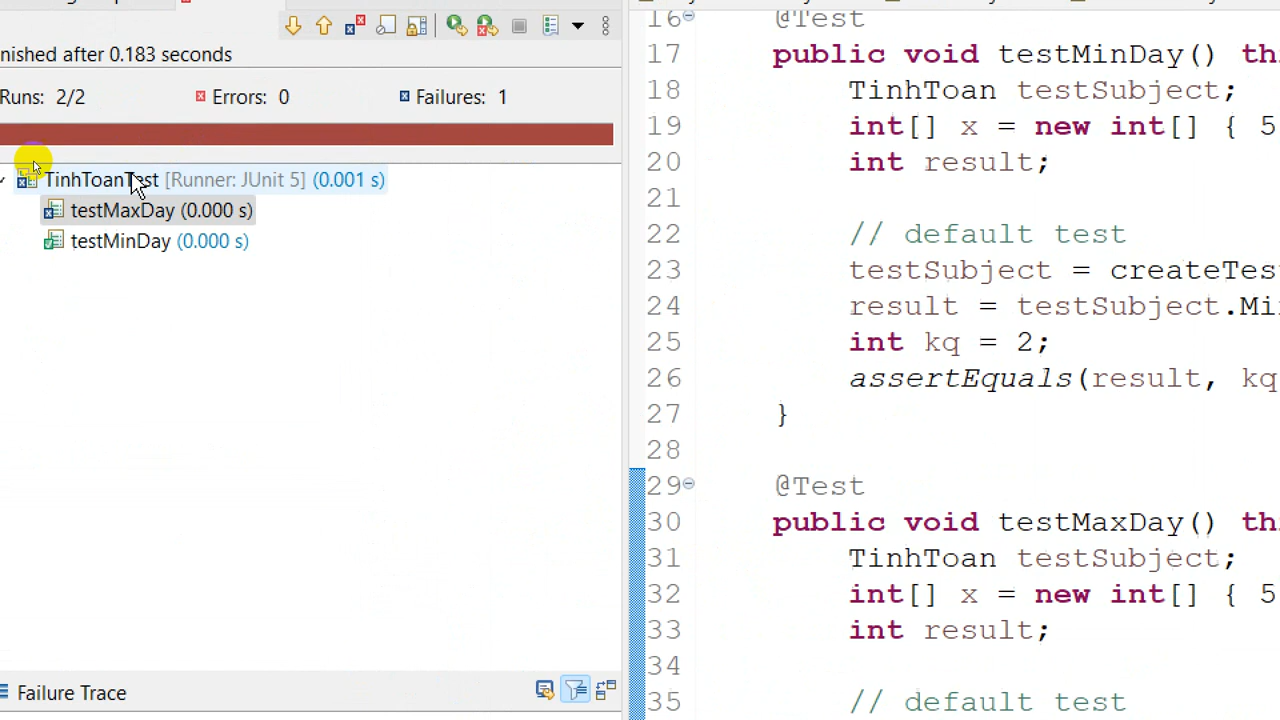 nished after 0.183 seconds
Runs: 2/2
Errors: 0
Failures: 1
TinhToanTest [Runner: JUnit 5] (0.001 s)
testMaxDay (0.000 s)
testMinDay (0.000 s)
Failure Trace
16 @Test
17 public void testMinDay() th
18 TinhToan testSubject;
19 int[] x = new int[] { 5
20 int result;
21
22 // default test
23 testSubject = createTes
24 result = testSubject.Mi
25 int kq = 2;
26 assertEquals(result, kq
27 }
28
29 @Test
30 public void testMaxDay() th
31 TinhToan testSubject;
32 int[] x = new int[] { 5
33 int result;
34
35 // default test